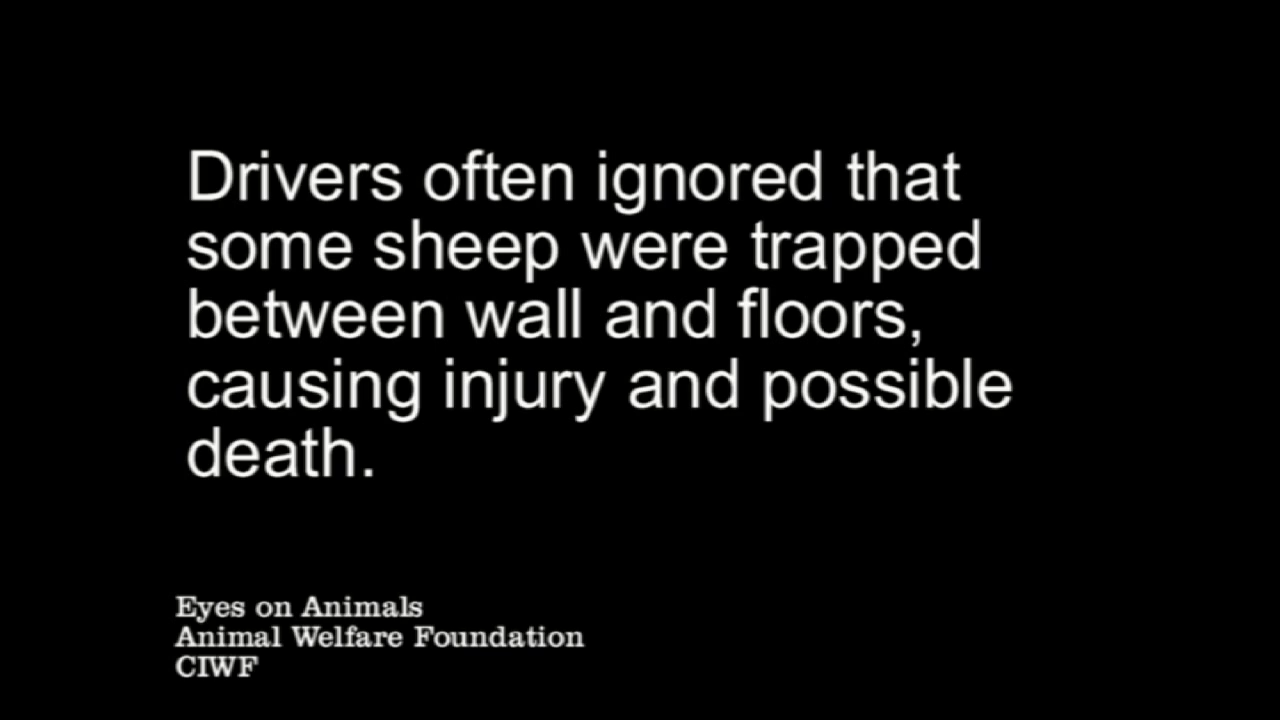 Drivers often ignored that
some sheep were trapped
between wall and floors,
causing injury and possible
death.
Eyes on Animals
Animal Welfare Foundation
CIWF